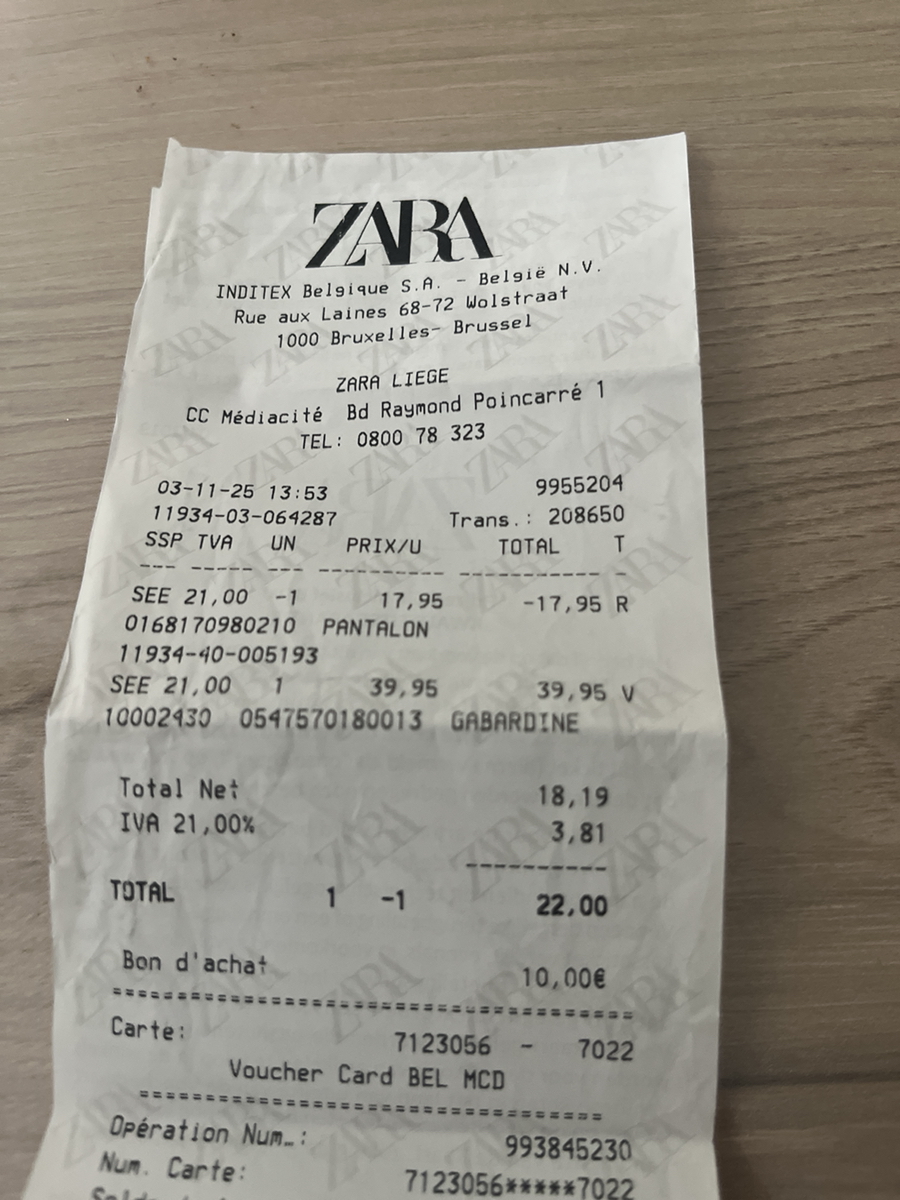 ZARA
INDITEX Belgique S.A. - België N.V.
Rue aux Laines 68-72 Wolstraat
1000 Bruxelles- Brussel
ZARA LIEGE
CC Médiacité Bd Raymond Poincarré 1
TEL: 0800 78 323
03-11-25 13:53 9955204
11934-03-064287 Trans.: 208650
SSP TVA UN PRIX/U TOTAL T
--- ----- --- ---------- ----------- -
SEE 21,00 -1 17,95 -17,95 R
0168170980210 PANTALON
11934-40-005193
SEE 21,00 1 39,95 39,95 V
10002430 0547570180013 GABARDINE
Total Net 18,19
IVA 21,00% 3,81
-----------
TOTAL 1 -1 22,00
Bon d'achat 10,00€
========================================
Carte: 7123056 - 7022
Voucher Card BEL MCD
===================================
Opération Num.: 993845230
Num. Carte: 7123056*****7022